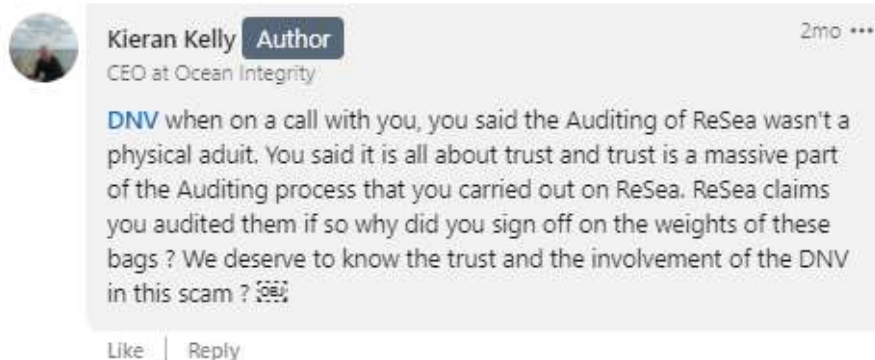 Kieran Kelly Author
2mo •••
CEO at Ocean Integrity
DNV when on a call with you, you said the Auditing of ReSea wasn't a
physical aduit. You said it is all about trust and trust is a massive part
of the Auditing process that you carried out on ReSea. ReSea claims
you audited them if so why did you sign off on the weights of these
bags ? We deserve to know the trust and the involvement of the DNV
in this scam ? OBJ
Like | Reply